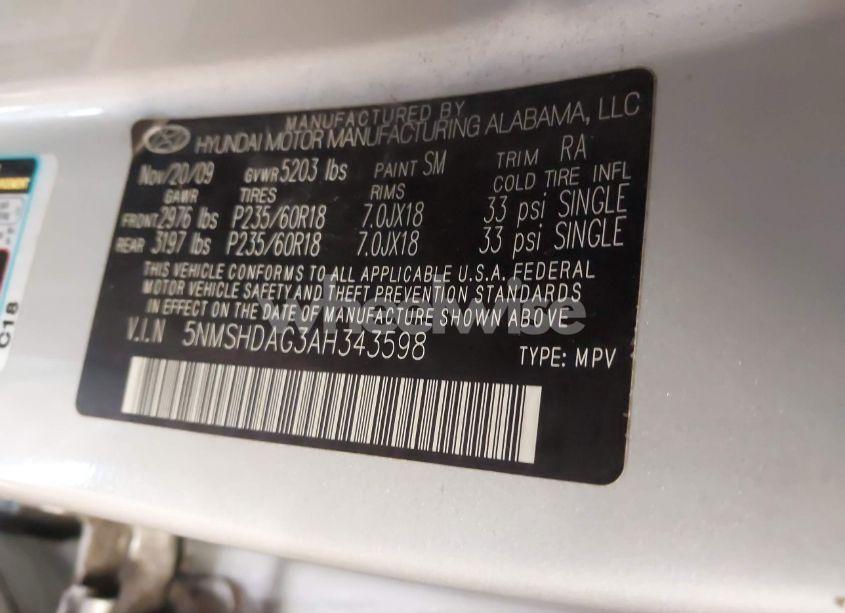 MANUFACTURED BY
HYUNDAI MOTOR MANUFACTURING ALABAMA, LLC
Nov/20/09 GVWR 5203 lbs PAINT SM TRIM RA
GAWR TIRES RIMS COLD TIRE INFL
FRONT 2976 lbs P235/60R18 7.0JX18 33 psi SINGLE
REAR 3197 lbs P235/60R18 7.0JX18 33 psi SINGLE
THIS VEHICLE CONFORMS TO ALL APPLICABLE U.S.A. FEDERAL
MOTOR VEHICLE SAFETY AND THEFT PREVENTION STANDARDS
IN EFFECT ON THE DATE OF MANUFACTURE SHOWN ABOVE.
V.I.N 5NMSHDAG3AH343598 TYPE: MPV
wheelwise
C18